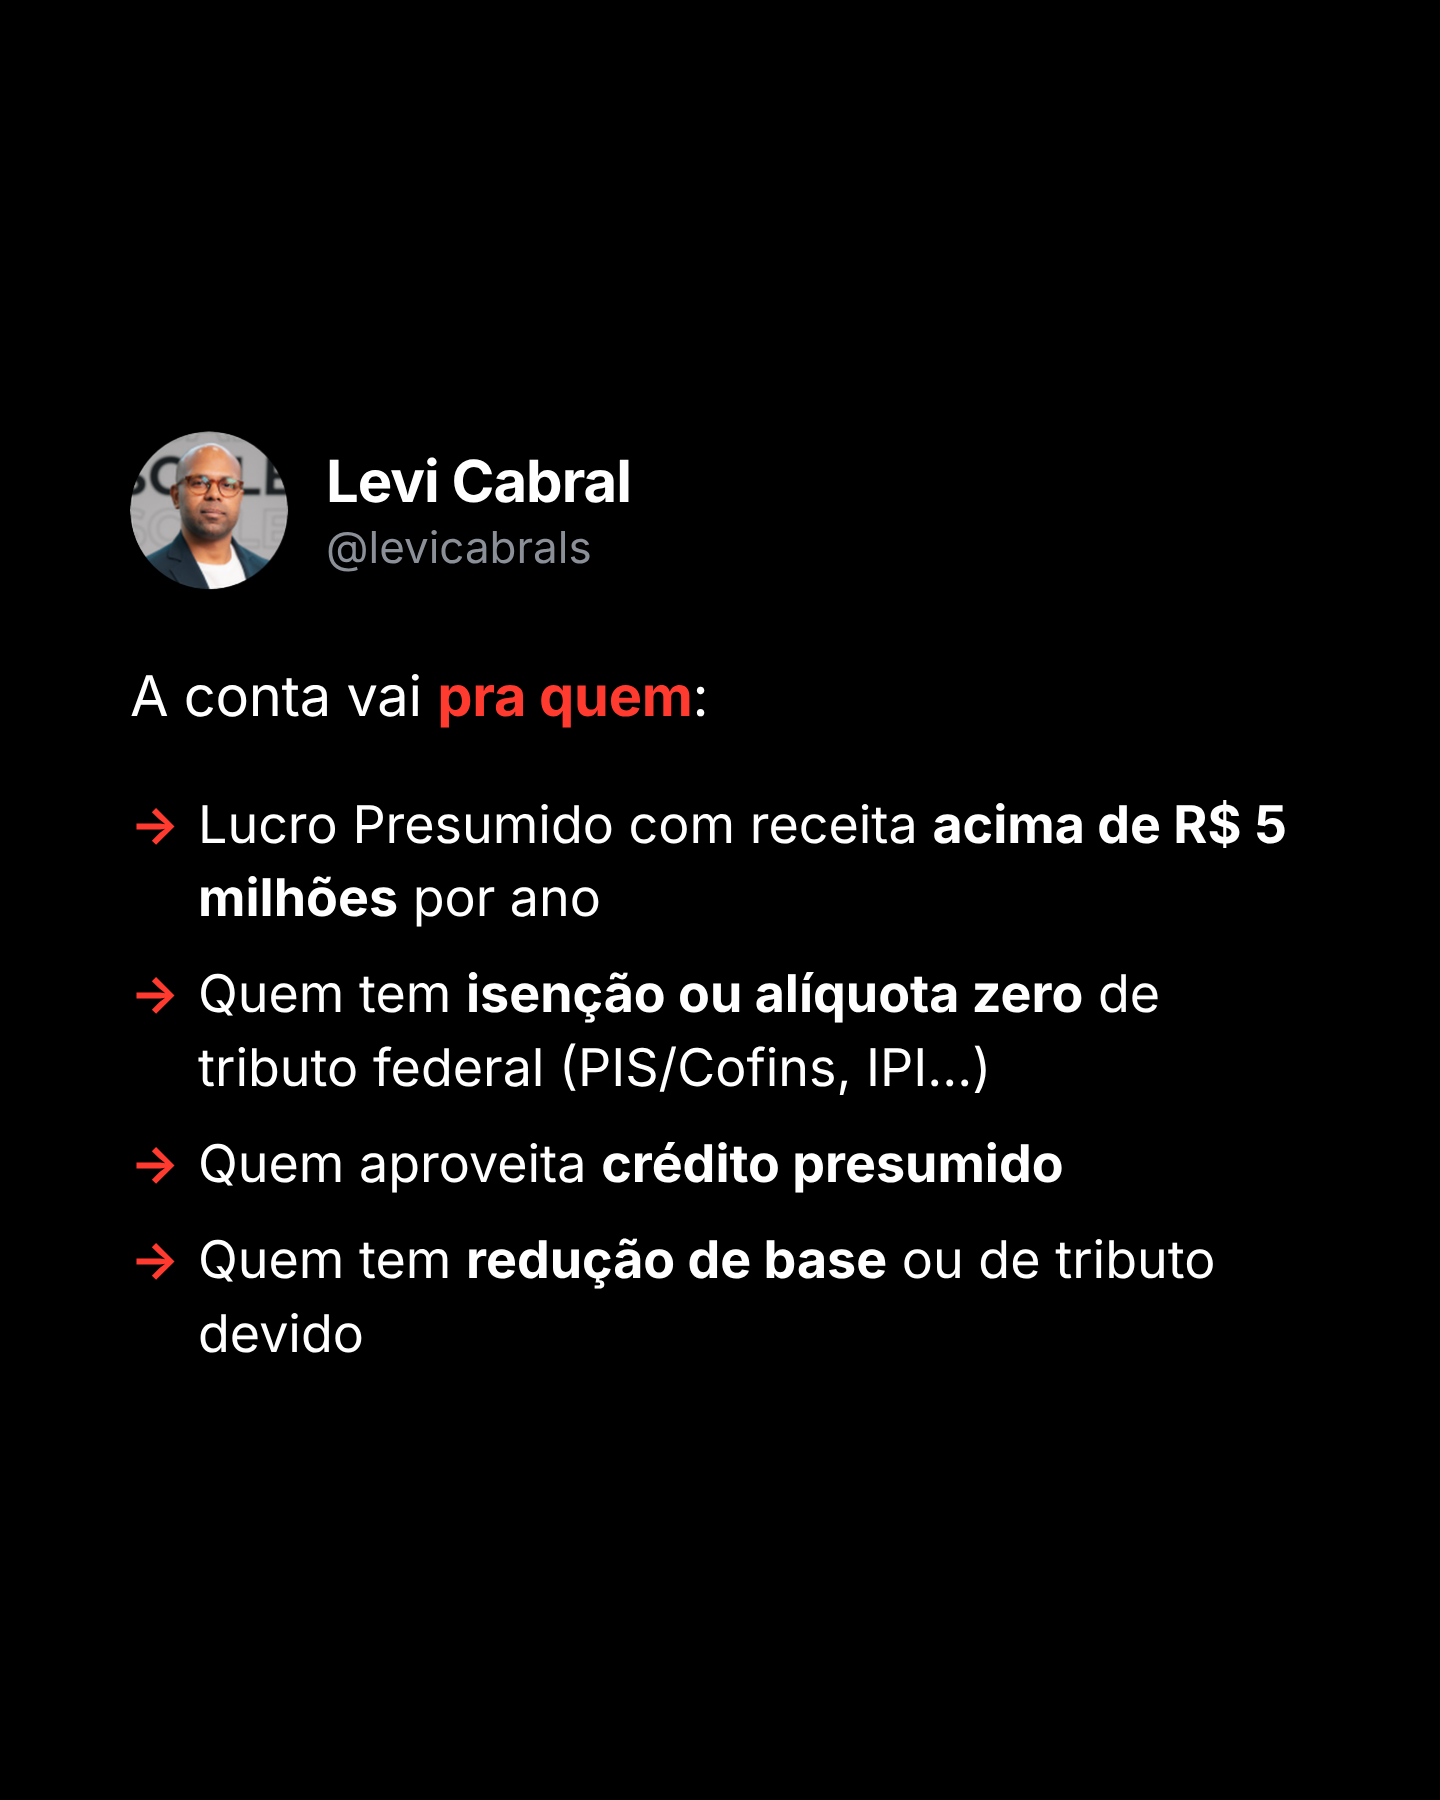 Levi Cabral
@levicabrals
A conta vai pra quem:
→ Lucro Presumido com receita acima de R$ 5
milhões por ano
→ Quem tem isenção ou alíquota zero de
tributo federal (PIS/Cofins, IPI...)
→ Quem aproveita crédito presumido
→ Quem tem redução de base ou de tributo
devido